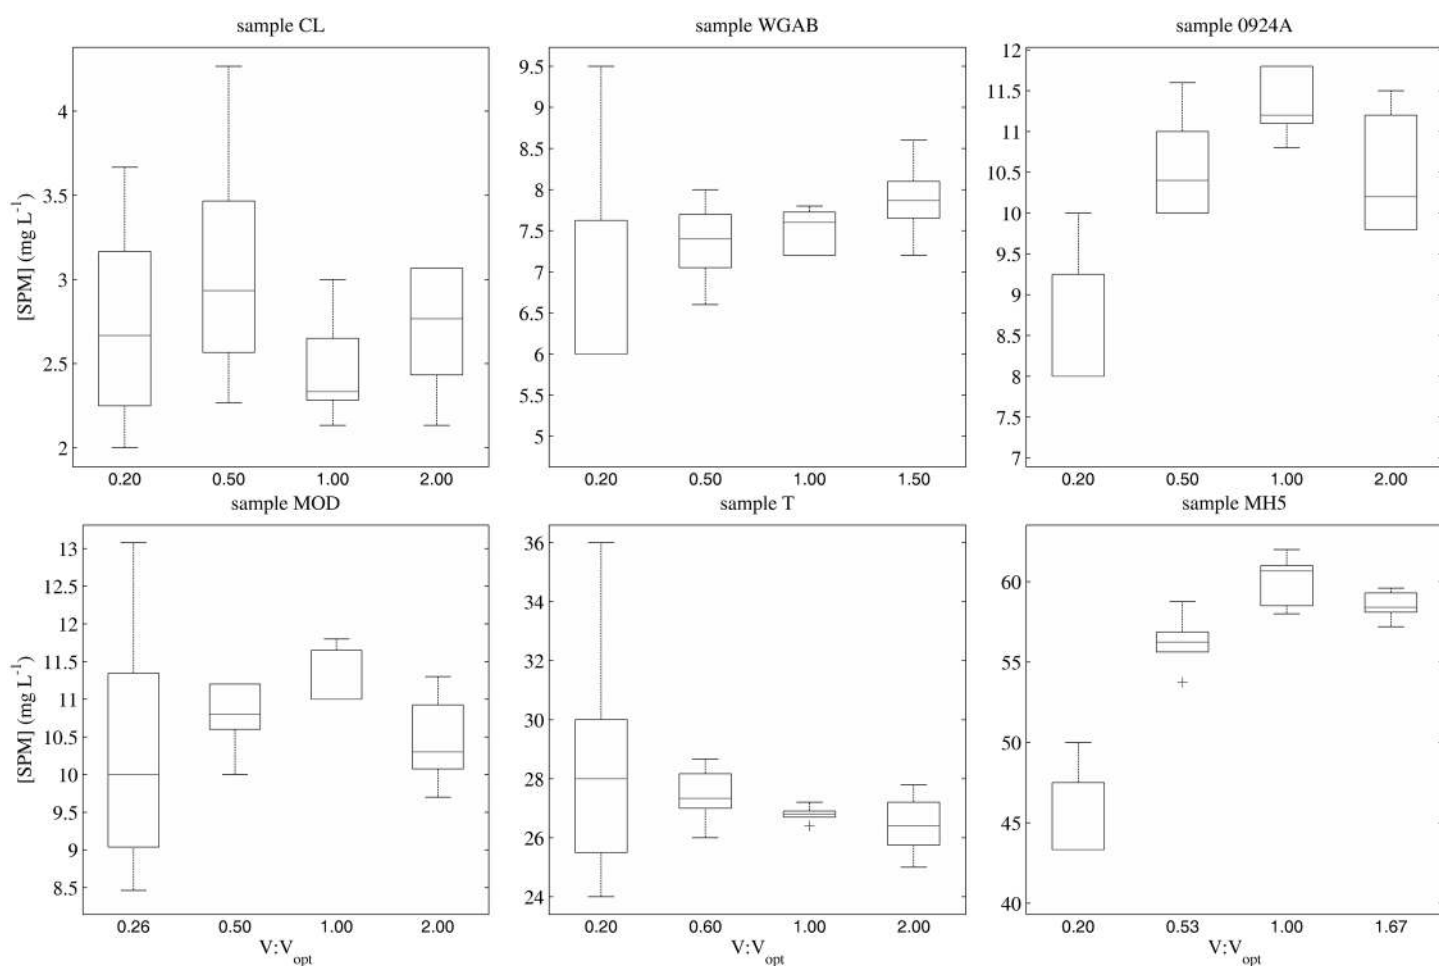 sample CL
sample WGAB
sample 0924A
[SPM] (mg L⁻¹)
4
3.5
3
2.5
2
0.20 0.50 1.00 2.00
9.5
9
8.5
8
7.5
7
6.5
6
5.5
5
0.20 0.50 1.00 1.50
12
11.5
11
10.5
10
9.5
9
8.5
8
7.5
7
0.20 0.50 1.00 2.00
sample MOD
sample T
sample MH5
[SPM] (mg L⁻¹)
13
12.5
12
11.5
11
10.5
10
9.5
9
8.5
0.26 0.50 1.00 2.00
V:Vopt
36
34
32
30
28
26
24
0.20 0.60 1.00 2.00
V:Vopt
60
55
50
45
40
0.20 0.53 1.00 1.67
V:Vopt